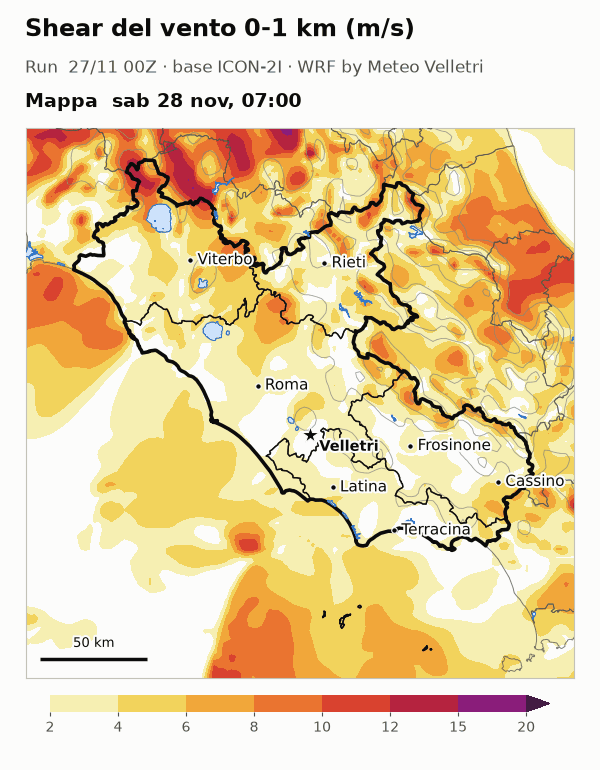 Shear del vento 0-1 km (m/s)
Run  27/11 00Z · base ICON-2I · WRF by Meteo Velletri
Mappa  sab 28 nov, 07:00
Viterbo
Rieti
Roma
Velletri
Frosinone
Cassino
Latina
Terracina
50 km
2 4 6 8 10 12 15 20